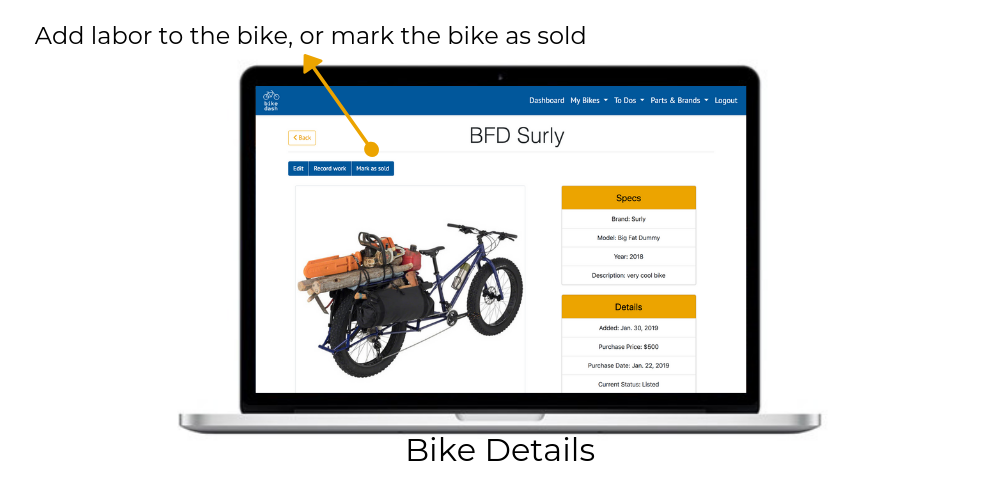 Add labor to the bike, or mark the bike as sold
bike
dash
Dashboard My Bikes To Dos Parts & Brands Logout
< Back
BFD Surly
Edit Record work Mark as sold
Specs
Brand: Surly
Model: Big Fat Dummy
Year: 2018
Description: very cool bike
Details
Added: Jan. 30, 2019
Purchase Price: $500
Purchase Date: Jan. 22, 2019
Current Status: Listed
Bike Details